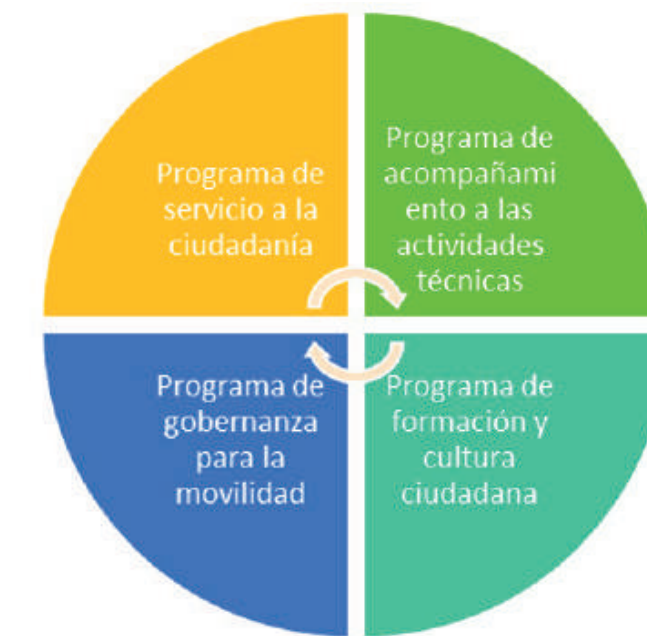 Programa de
servicio a la
ciudadanía
Programa de
acompañami
ento a las
actividades
técnicas
Programa de
gobernanza
para la
movilidad
Programa de
formación y
cultura
ciudadana